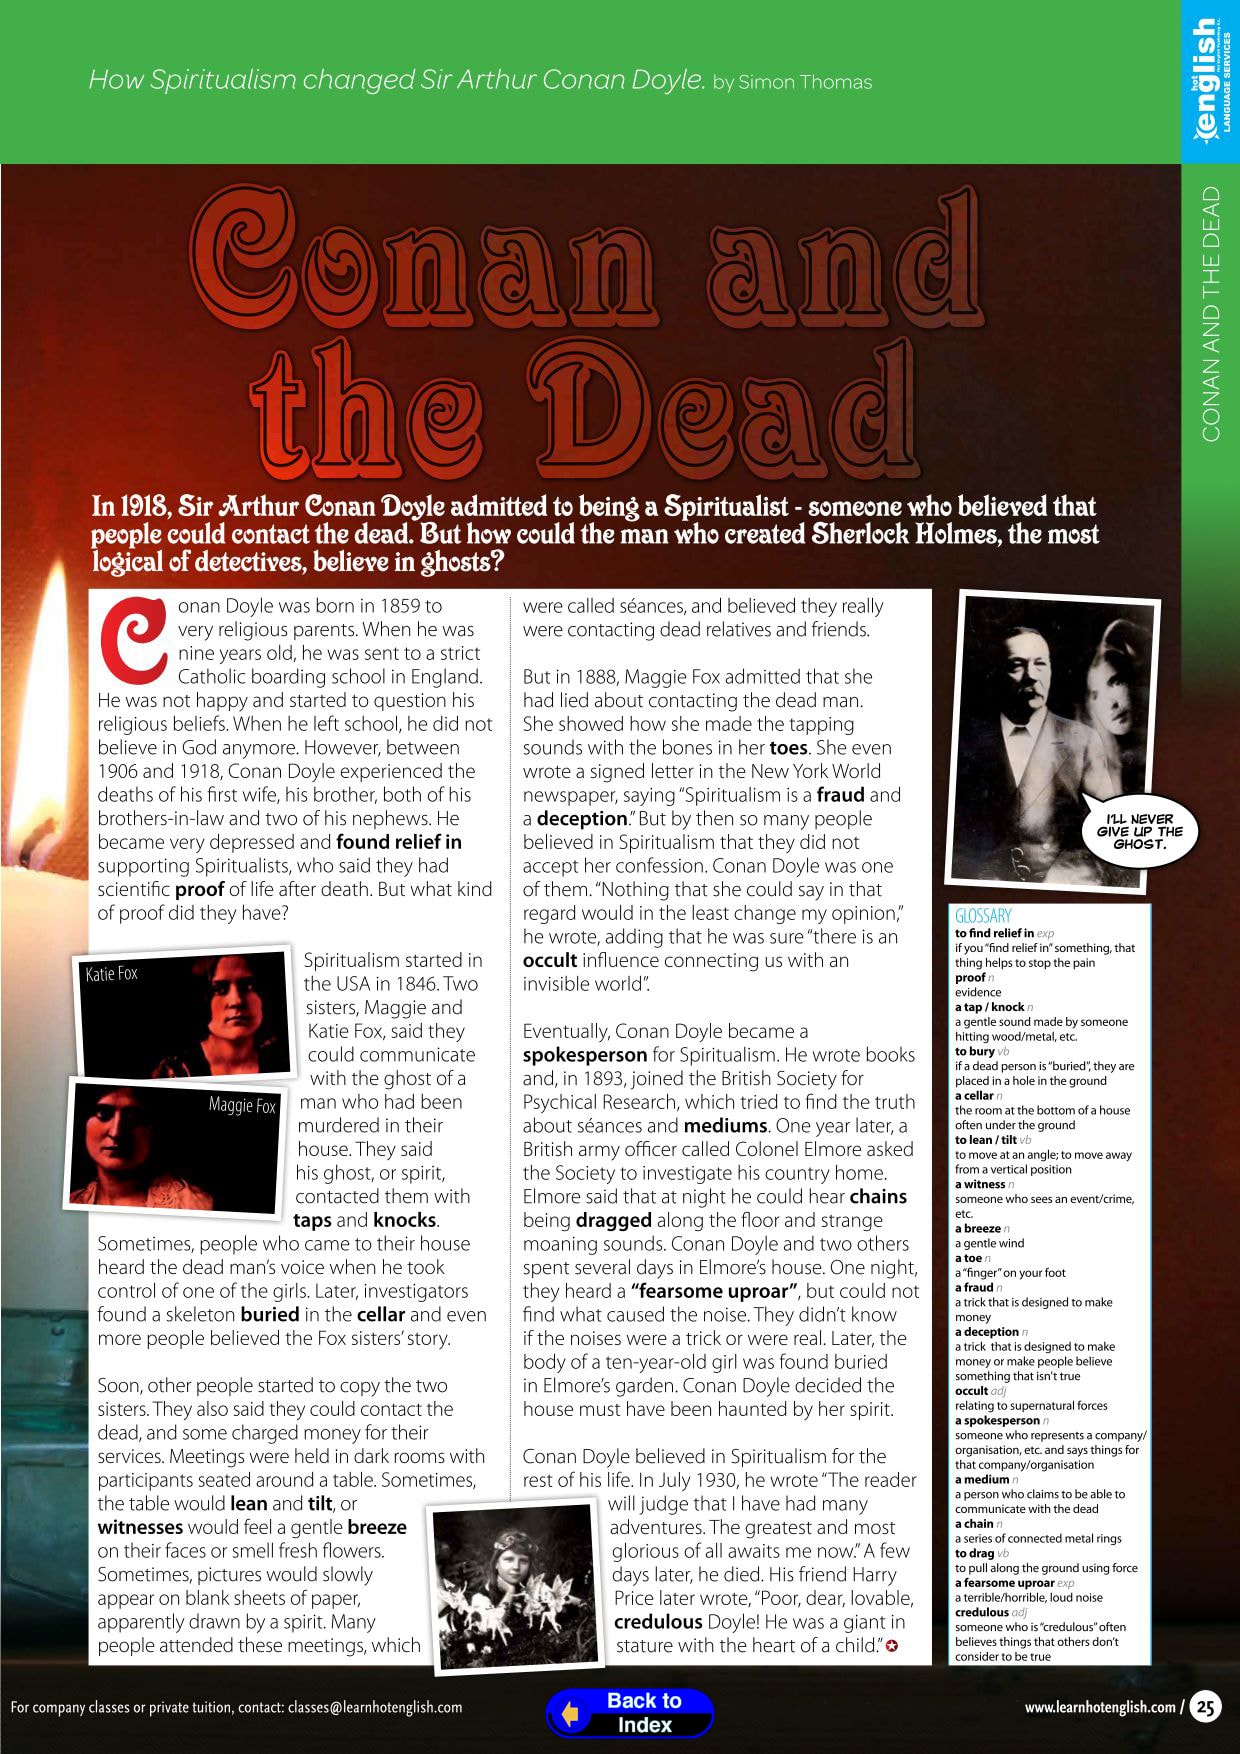 How Spiritualism changed Sir Arthur Conan Doyle. by Simon Thomas
hot
english
LANGUAGE SERVICES
CONAN AND THE DEAD
Conan and
the Dead
In 1918, Sir Arthur Conan Doyle admitted to being a Spiritualist - someone who believed that
people could contact the dead. But how could the man who created Sherlock Holmes, the most
logical of detectives, believe in ghosts?
Conan Doyle was born in 1859 to
very religious parents. When he was
nine years old, he was sent to a strict
Catholic boarding school in England.
He was not happy and started to question his
religious beliefs. When he left school, he did not
believe in God anymore. However, between
1906 and 1918, Conan Doyle experienced the
deaths of his first wife, his brother, both of his
brothers-in-law and two of his nephews. He
became very depressed and found relief in
supporting Spiritualists, who said they had
scientific proof of life after death. But what kind
of proof did they have?
Katie Fox
Maggie Fox
Spiritualism started in
the USA in 1846. Two
sisters, Maggie and
Katie Fox, said they
could communicate
with the ghost of a
man who had been
murdered in their
house. They said
his ghost, or spirit,
contacted them with
taps and knocks.
Sometimes, people who came to their house
heard the dead man's voice when he took
control of one of the girls. Later, investigators
found a skeleton buried in the cellar and even
more people believed the Fox sisters' story.
Soon, other people started to copy the two
sisters. They also said they could contact the
dead, and some charged money for their
services. Meetings were held in dark rooms with
participants seated around a table. Sometimes,
the table would lean and tilt, or
witnesses would feel a gentle breeze
on their faces or smell fresh flowers.
Sometimes, pictures would slowly
appear on blank sheets of paper,
apparently drawn by a spirit. Many
people attended these meetings, which
were called séances, and believed they really
were contacting dead relatives and friends.
But in 1888, Maggie Fox admitted that she
had lied about contacting the dead man.
She showed how she made the tapping
sounds with the bones in her toes. She even
wrote a signed letter in the New York World
newspaper, saying "Spiritualism is a fraud and
a deception." But by then so many people
believed in Spiritualism that they did not
accept her confession. Conan Doyle was one
of them. "Nothing that she could say in that
regard would in the least change my opinion,"
he wrote, adding that he was sure "there is an
occult influence connecting us with an
invisible world".
Eventually, Conan Doyle became a
spokesperson for Spiritualism. He wrote books
and, in 1893, joined the British Society for
Psychical Research, which tried to find the truth
about séances and mediums. One year later, a
British army officer called Colonel Elmore asked
the Society to investigate his country home.
Elmore said that at night he could hear chains
being dragged along the floor and strange
moaning sounds. Conan Doyle and two others
spent several days in Elmore's house. One night,
they heard a "fearsome uproar", but could not
find what caused the noise. They didn't know
if the noises were a trick or were real. Later, the
body of a ten-year-old girl was found buried
in Elmore's garden. Conan Doyle decided the
house must have been haunted by her spirit.
Conan Doyle believed in Spiritualism for the
rest of his life. In July 1930, he wrote "The reader
will judge that I have had many
adventures. The greatest and most
glorious of all awaits me now." A few
days later, he died. His friend Harry
Price later wrote, "Poor, dear, lovable,
credulous Doyle! He was a giant in
stature with the heart of a child."
I'LL NEVER
GIVE UP THE
GHOST.
GLOSSARY
to find relief in exp
if you "find relief in" something, that
thing helps to stop the pain
proof n
evidence
a tap / knock n
a gentle sound made by someone
hitting wood/metal, etc.
to bury vb
if a dead person is "buried", they are
placed in a hole in the ground
a cellar n
the room at the bottom of a house
often under the ground
to lean / tilt vb
to move at an angle; to move away
from a vertical position
a witness n
someone who sees an event/crime,
etc.
a breeze n
a gentle wind
a toe n
a "finger" on your foot
a fraud n
a trick that is designed to make
money
a deception n
a trick that is designed to make
money or make people believe
something that isn't true
occult adj
relating to supernatural forces
a spokesperson n
someone who represents a company/
organisation, etc. and says things for
that company/organisation
a medium n
a person who claims to be able to
communicate with the dead
a chain n
a series of connected metal rings
to drag vb
to pull along the ground using force
a fearsome uproar exp
a terrible/horrible, loud noise
credulous adj
someone who is "credulous" often
believes things that others don't
consider to be true
For company classes or private tuition, contact: classes@learnhotenglish.com
Back to
Index
www.learnhotenglish.com / 25